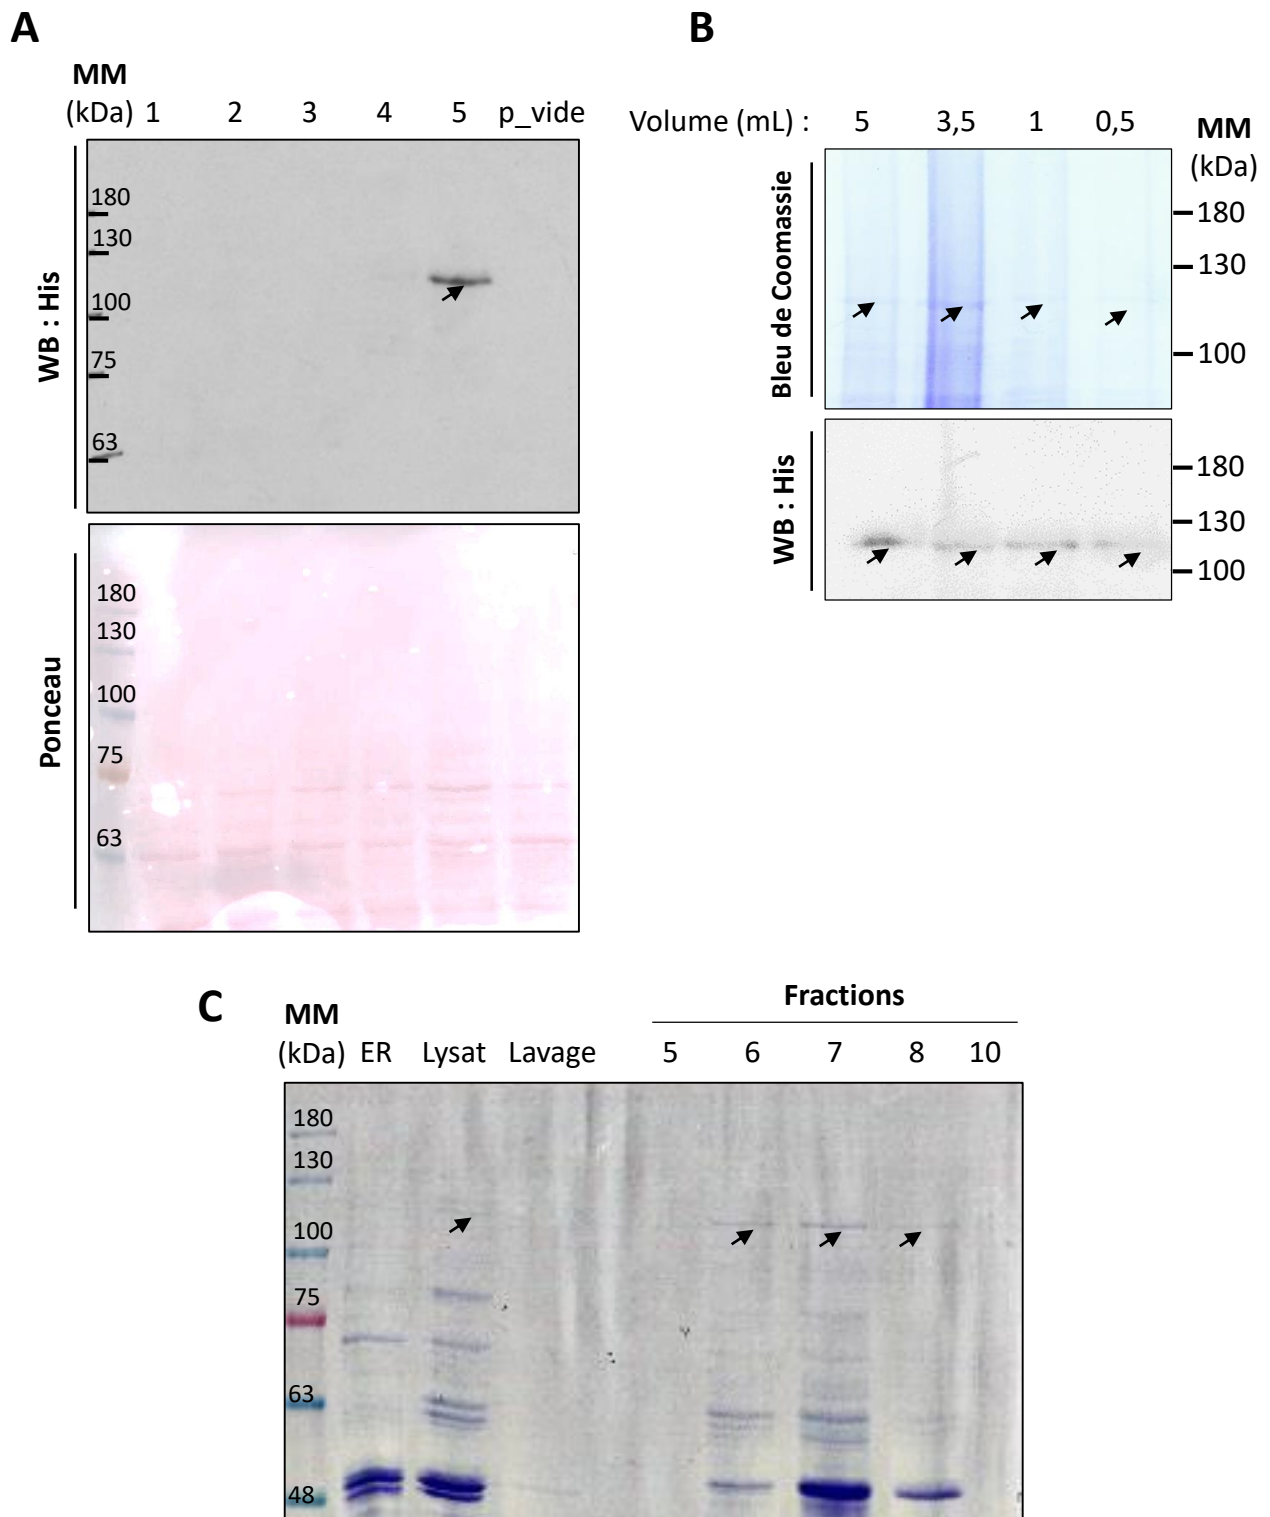 A
MM
(kDa) 1 2 3 4 5 p_vide
WB : His
180
130
100
75
63
Ponceau
180
130
100
75
63
B
Volume (mL) : 5 3,5 1 0,5 MM
(kDa)
Bleu de Coomassie
180
130
100
WB : His
180
130
100
C
Fractions
MM
(kDa) ER Lysat Lavage 5 6 7 8 10
180
130
100
75
63
48